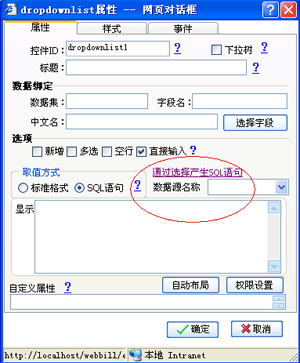 dropdownlist属性 -- 网页对话框
属性 样式 事件
控件ID： dropdownlist1 ? 下拉树 ?
标题： ?
数据绑定
数据集： 字段名：
中文名： 选择字段
选项
新增 多选 空行 直接输入 ?
取值方式 通过选择产生SQL语句
标准格式 SQL语句 ? 数据源名称
显示
自动布局 权限设置
自定义属性 ?
确定 取消
http://localhost/webbill/e 本地 Intranet